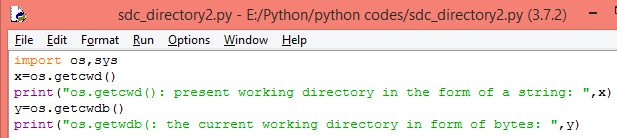 sdc_directory2.py - E:/Python/python codes/sdc_directory2.py (3.7.2)
File Edit Format Run Options Window Help
import os,sys
x=os.getcwd()
print("os.getcwd(): present working directory in the form of a string: ",x)
y=os.getcwdb()
print("os.getwdb(: the current working directory in form of bytes: ",y)